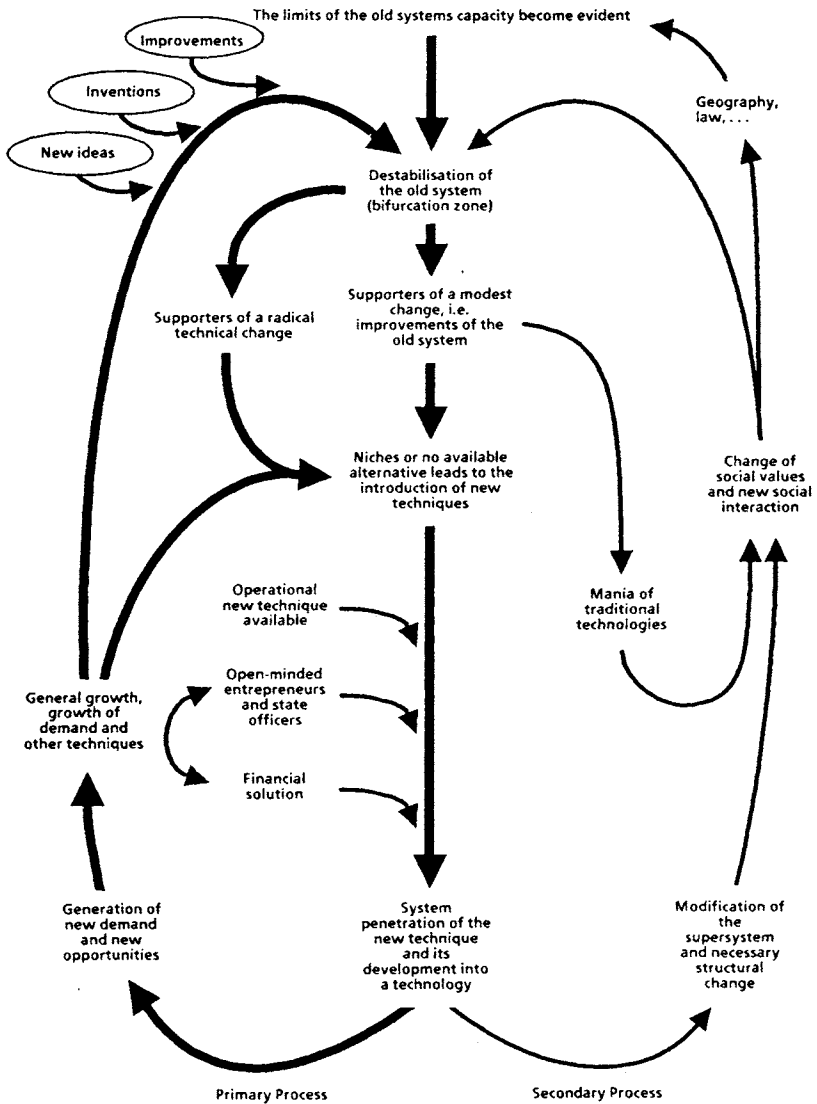 The limits of the old systems capacity become evident
Improvements
Inventions
New ideas
Geography,
law, . . .
Destabilisation of
the old system
(bifurcation zone)
Supporters of a radical
technical change
Supporters of a modest
change, i.e.
improvements of the
old system
Niches or no available
alternative leads to the
introduction of new
techniques
Change of
social values
and new social
interaction
Operational
new technique
available
Mania of
traditional
technologies
Open-minded
entrepreneurs
and state
officers
General growth,
growth of
demand and
other techniques
Financial
solution
Generation of
new demand
and new
opportunities
System
penetration of the
new technique
and its
development into
a technology
Modification of
the
supersystem
and necessary
structural
change
Primary Process
Secondary Process